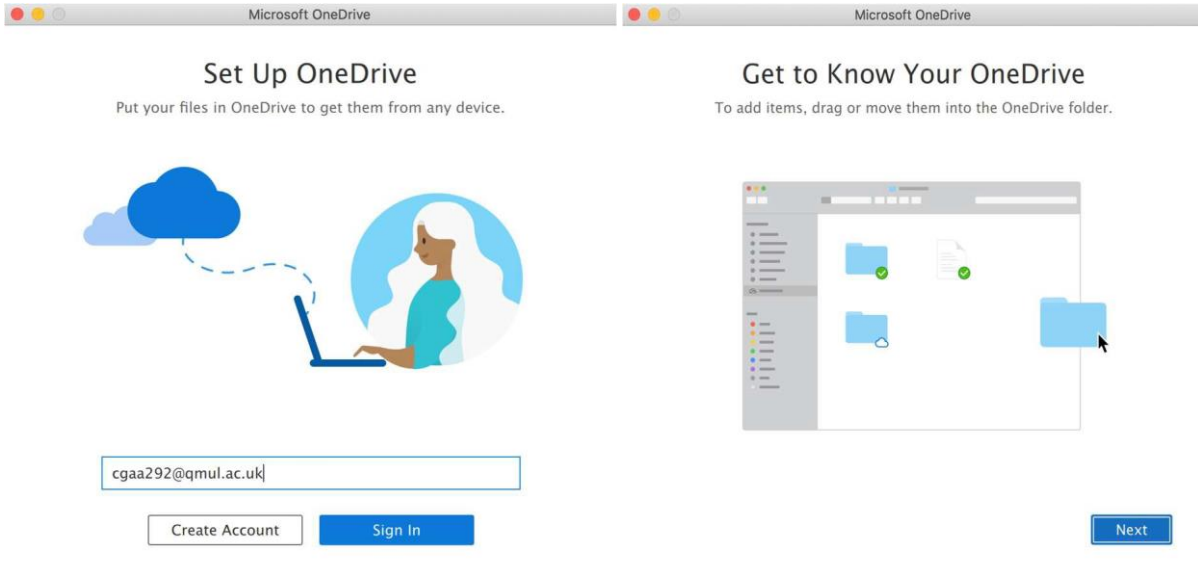 Microsoft OneDrive
Set Up OneDrive
Put your files in OneDrive to get them from any device.
cgaa292@qmul.ac.uk
Create Account
Sign In
Microsoft OneDrive
Get to Know Your OneDrive
To add items, drag or move them into the OneDrive folder.
Next